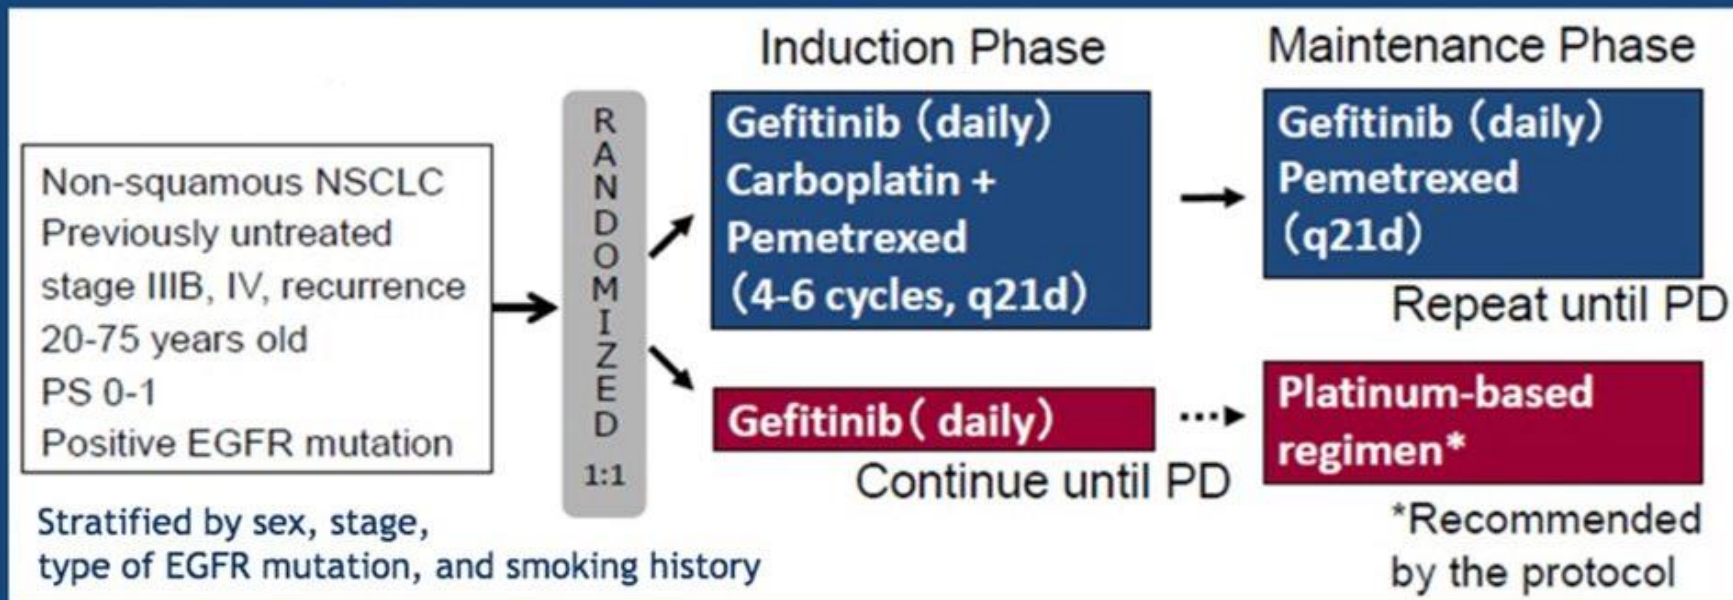 Induction Phase
Maintenance Phase
Non-squamous NSCLC
Previously untreated
stage IIIB, IV, recurrence
20-75 years old
PS 0-1
Positive EGFR mutation
Stratified by sex, stage,
type of EGFR mutation, and smoking history
RANDOMIZED
1:1
Gefitinib (daily)
Carboplatin +
Pemetrexed
(4-6 cycles, q21d)
Gefitinib (daily)
Pemetrexed
(q21d)
Repeat until PD
Gefitinib( daily)
Continue until PD
Platinum-based
regimen*
*Recommended
by the protocol